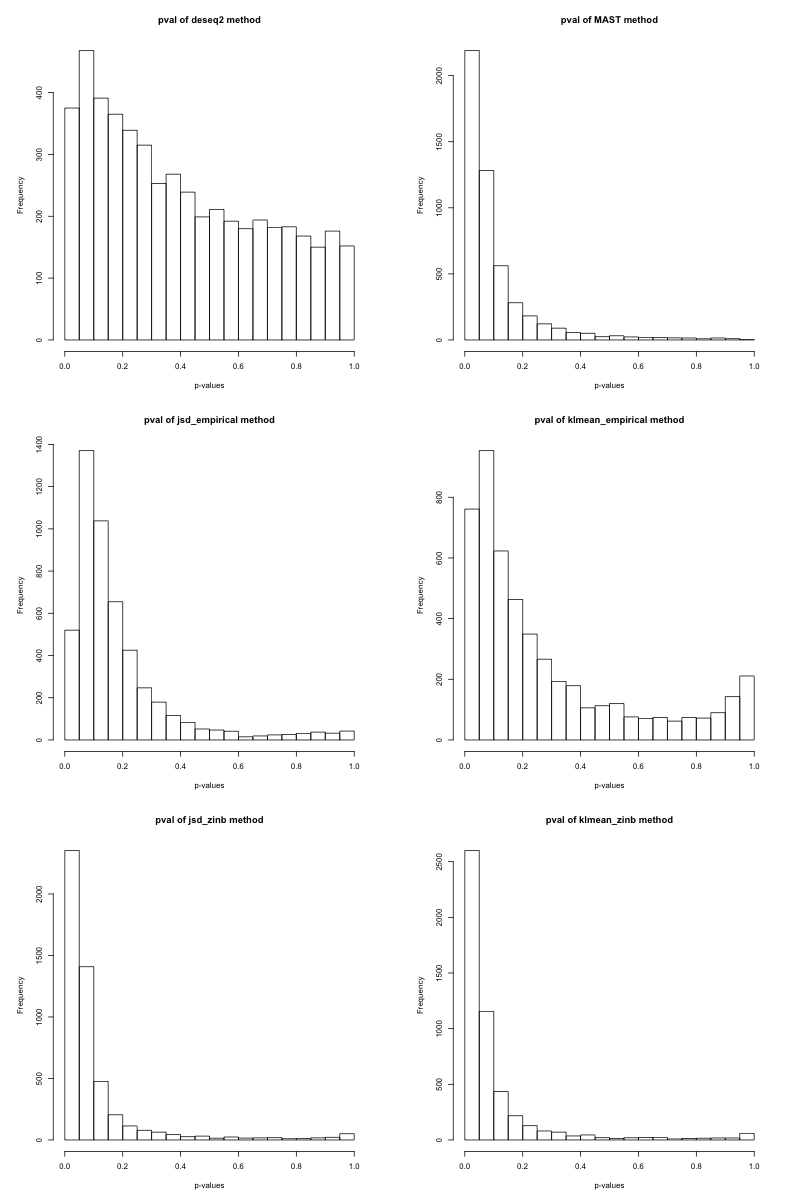 pval of deseq2 method
Frequency
0 100 200 300 400
0.0 0.2 0.4 0.6 0.8 1.0
p-values
pval of MAST method
Frequency
0 500 1000 1500 2000
0.0 0.2 0.4 0.6 0.8 1.0
p-values
pval of jsd_empirical method
Frequency
0 200 400 600 800 1000 1200 1400
0.0 0.2 0.4 0.6 0.8 1.0
p-values
pval of klmean_empirical method
Frequency
0 200 400 600 800
0.0 0.2 0.4 0.6 0.8 1.0
p-values
pval of jsd_zinb method
Frequency
0 500 1000 1500 2000
0.0 0.2 0.4 0.6 0.8 1.0
p-values
pval of klmean_zinb method
Frequency
0 500 1000 1500 2000 2500
0.0 0.2 0.4 0.6 0.8 1.0
p-values